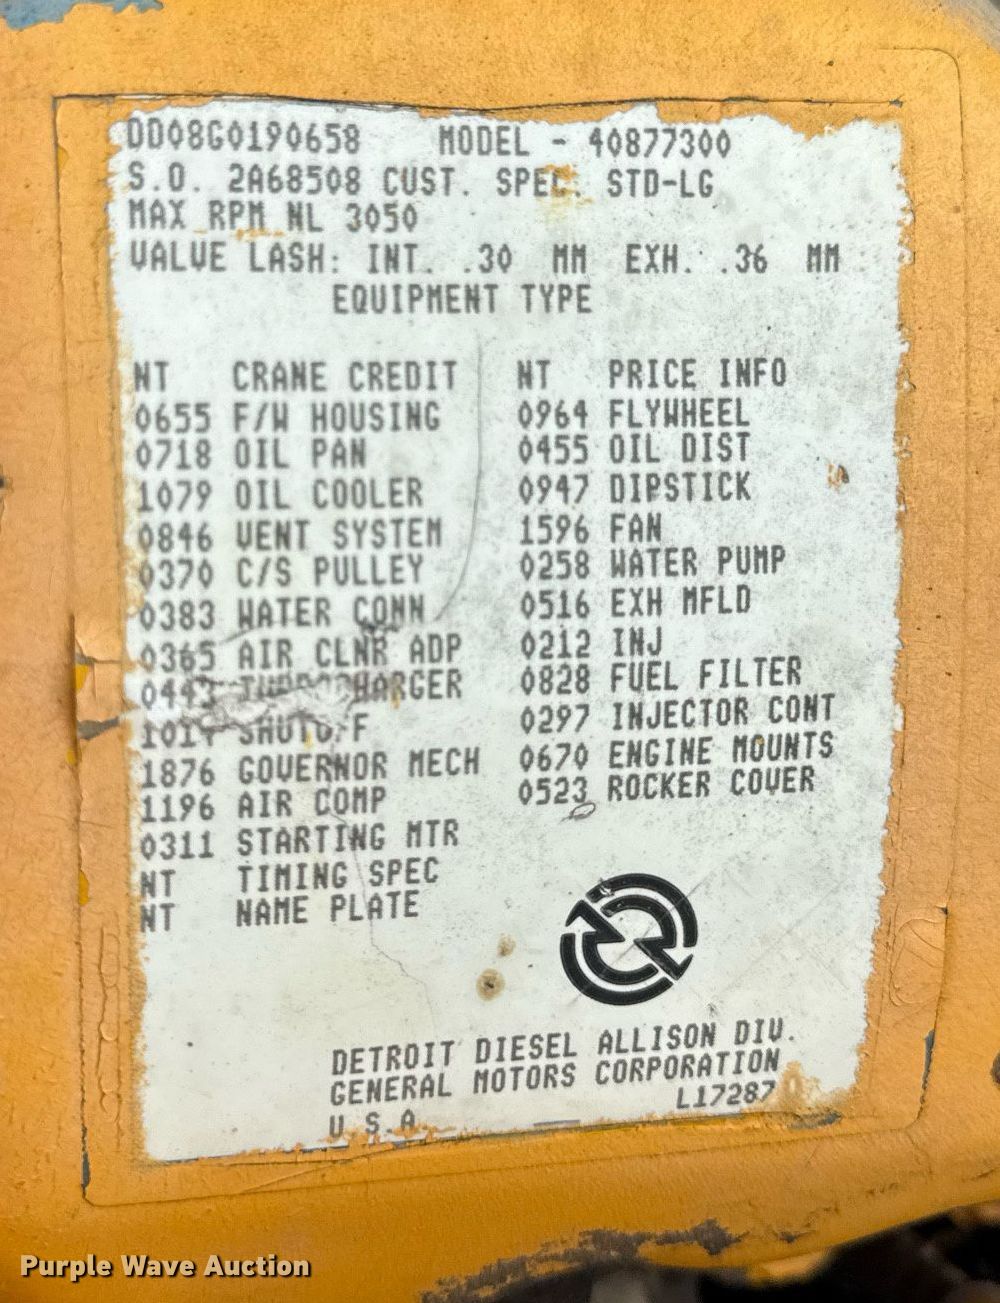 DD08G0190658 MODEL - 40877300
S.O. 2A68508 CUST. SPEC. STD-LG
MAX RPM NL 3050
VALVE LASH: INT. .30 MM EXH. .36 MM
EQUIPMENT TYPE
NT CRANE CREDIT
0655 F/W HOUSING
0718 OIL PAN
1079 OIL COOLER
0846 VENT SYSTEM
0370 C/S PULLEY
0383 WATER CONN
0365 AIR CLNR ADP
0443 TURBOCHARGER
SHUTOFF
1876 GOVERNOR MECH
1196 AIR COMP
0311 STARTING MTR
NT TIMING SPEC
NT NAME PLATE
NT PRICE INFO
0964 FLYWHEEL
0455 OIL DIST
0947 DIPSTICK
1596 FAN
0258 WATER PUMP
0516 EXH MFLD
0212 INJ
0828 FUEL FILTER
0297 INJECTOR CONT
0670 ENGINE MOUNTS
0523 ROCKER COVER
DETROIT DIESEL ALLISON DIV.
GENERAL MOTORS CORPORATION
U.S.A. L17287
Purple Wave Auction